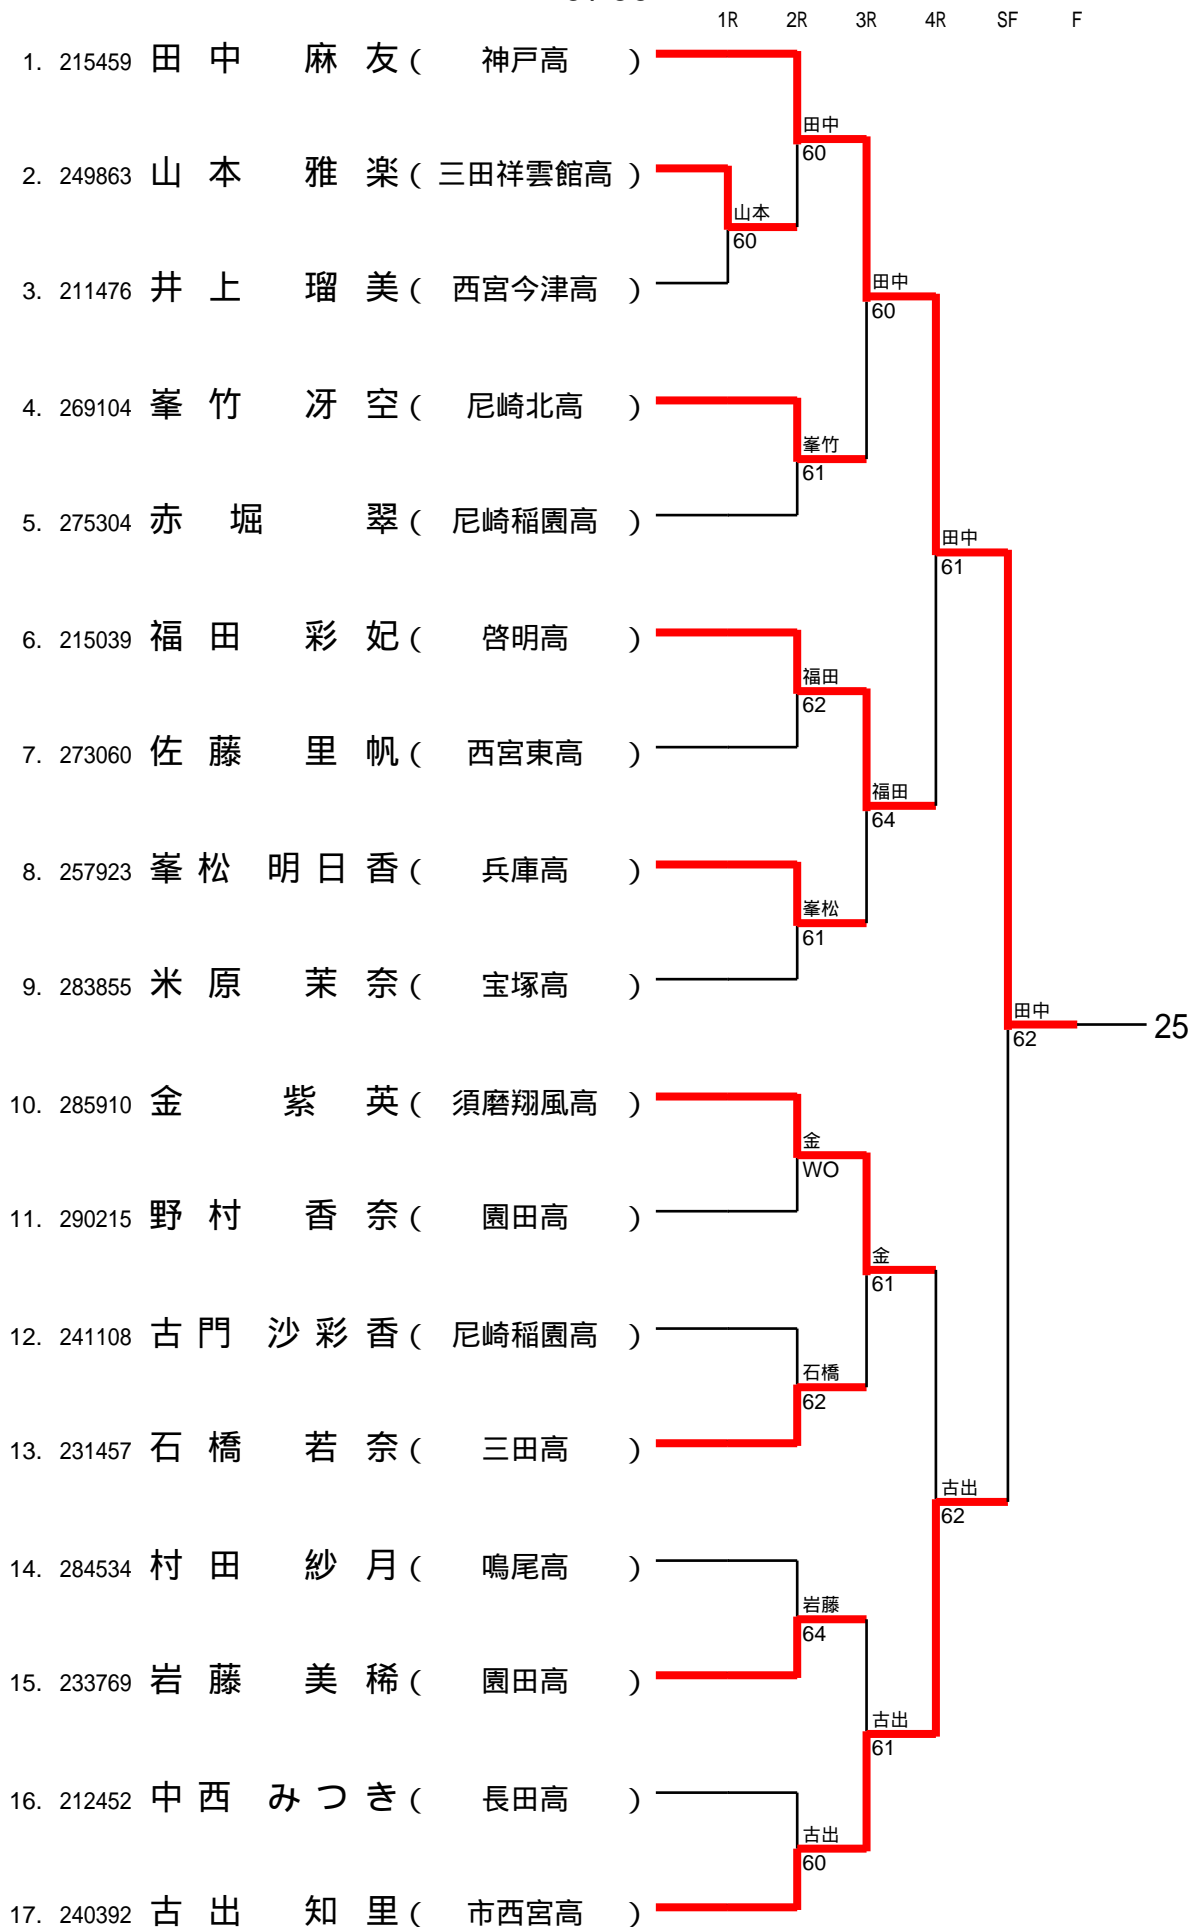 1R 2R 3R 4R SF F
1. 215459 田中 麻友 ( 神戸高 )
田中
60
2. 249863 山本 雅楽 ( 三田祥雲館高 )
山本
60
3. 211476 井上 瑠美 ( 西宮今津高 )
田中
60
4. 269104 峯竹 冴空 ( 尼崎北高 )
峯竹
61
5. 275304 赤堀 翠 ( 尼崎稲園高 )
田中
61
6. 215039 福田 彩妃 ( 啓明高 )
福田
62
7. 273060 佐藤 里帆 ( 西宮東高 )
福田
64
8. 257923 峯松 明日香 ( 兵庫高 )
峯松
61
9. 283855 米原 茉奈 ( 宝塚高 )
田中
62
25
10. 285910 金 紫英 ( 須磨翔風高 )
金
WO
11. 290215 野村 香奈 ( 園田高 )
金
61
12. 241108 古門 沙彩香 ( 尼崎稲園高 )
石橋
62
13. 231457 石橋 若奈 ( 三田高 )
古出
62
14. 284534 村田 紗月 ( 鳴尾高 )
岩藤
64
15. 233769 岩藤 美稀 ( 園田高 )
古出
61
16. 212452 中西 みつき ( 長田高 )
古出
60
17. 240392 古出 知里 ( 市西宮高 )